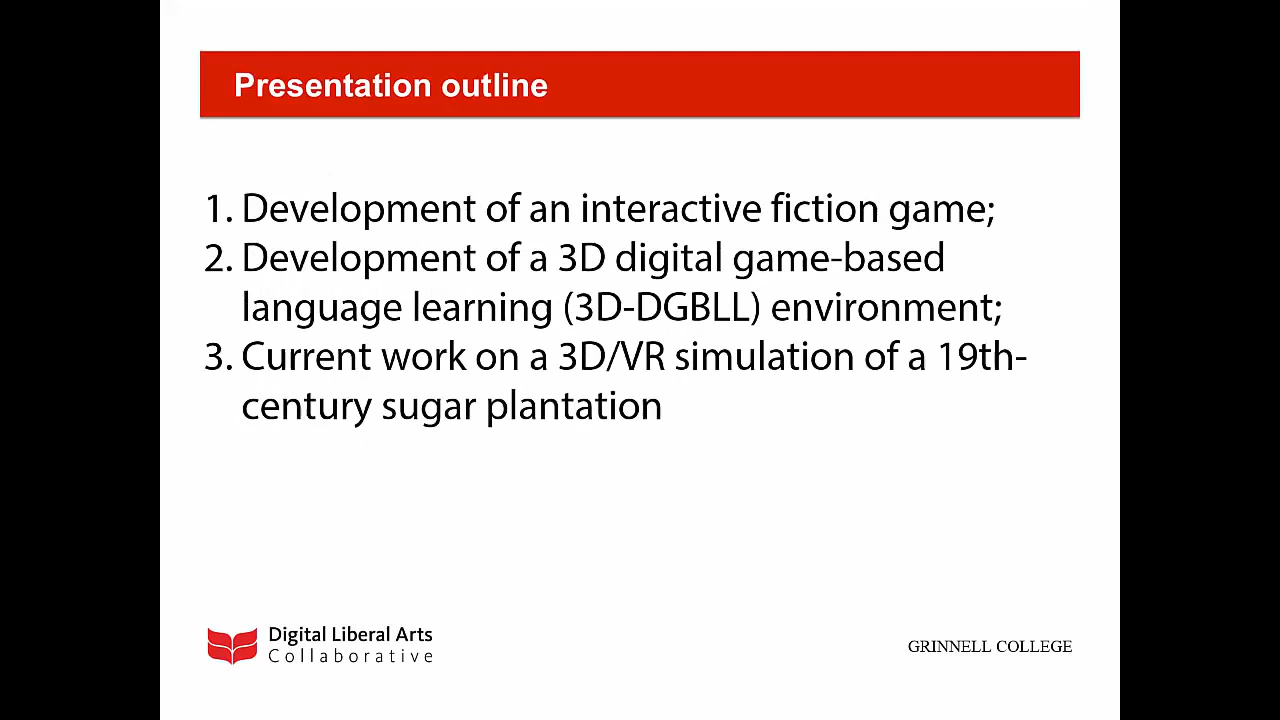 Presentation outline
1. Development of an interactive fiction game;
2. Development of a 3D digital game-based
language learning (3D-DGBLL) environment;
3. Current work on a 3D/VR simulation of a 19th-
century sugar plantation
Digital Liberal Arts
Collaborative
GRINNELL COLLEGE